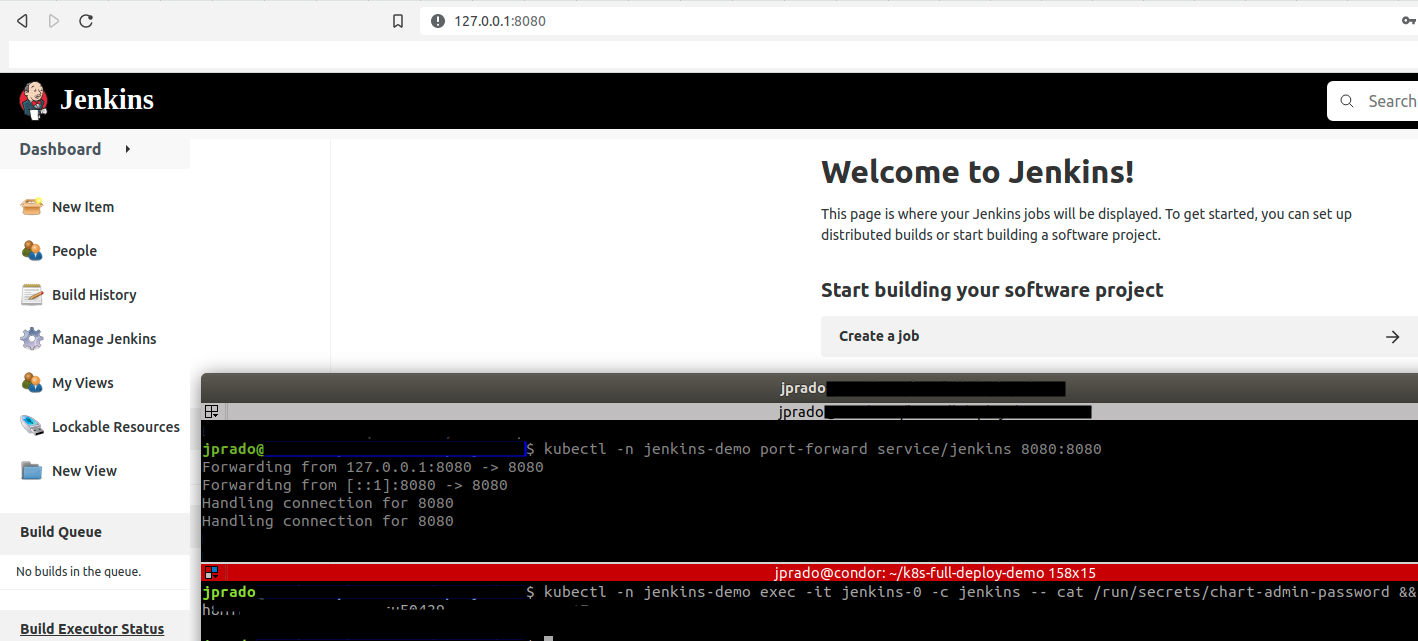 127.0.0.1:8080
Jenkins
Search
Dashboard
New Item
People
Build History
Manage Jenkins
My Views
Lockable Resources
New View
Build Queue
No builds in the queue.
Build Executor Status
Welcome to Jenkins!
This page is where your Jenkins jobs will be displayed. To get started, you can set up
distributed builds or start building a software project.
Start building your software project
Create a job
jprado
jprado
jprado@ $ kubectl -n jenkins-demo port-forward service/jenkins 8080:8080
Forwarding from 127.0.0.1:8080 -> 8080
Forwarding from [::1]:8080 -> 8080
Handling connection for 8080
Handling connection for 8080
jprado@condor: ~/k8s-full-deploy-demo 158x15
jprado $ kubectl -n jenkins-demo exec -it jenkins-0 -c jenkins -- cat /run/secrets/chart-admin-password &&